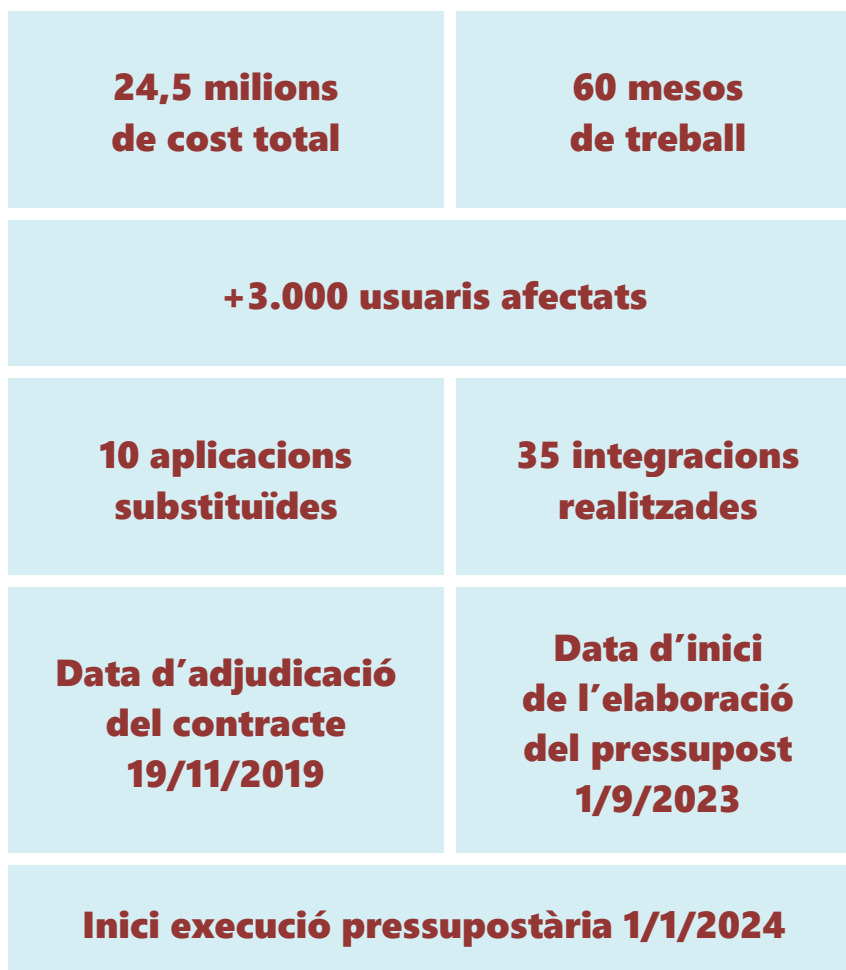 24,5 milions
de cost total
60 mesos
de treball
+3.000 usuaris afectats
10 aplicacions
substituïdes
35 integracions
realitzades
Data d’adjudicació
del contracte
19/11/2019
Data d’inici
de l’elaboració
del pressupost
1/9/2023
Inici execució pressupostària 1/1/2024